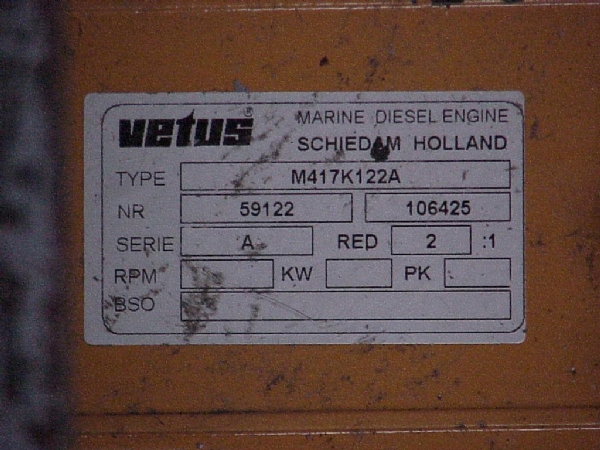 vetus® MARINE DIESEL ENGINE
SCHIEDAM HOLLAND
TYPE M417K122A
NR 59122 106425
SERIE A RED 2 :1
RPM KW PK
BSO